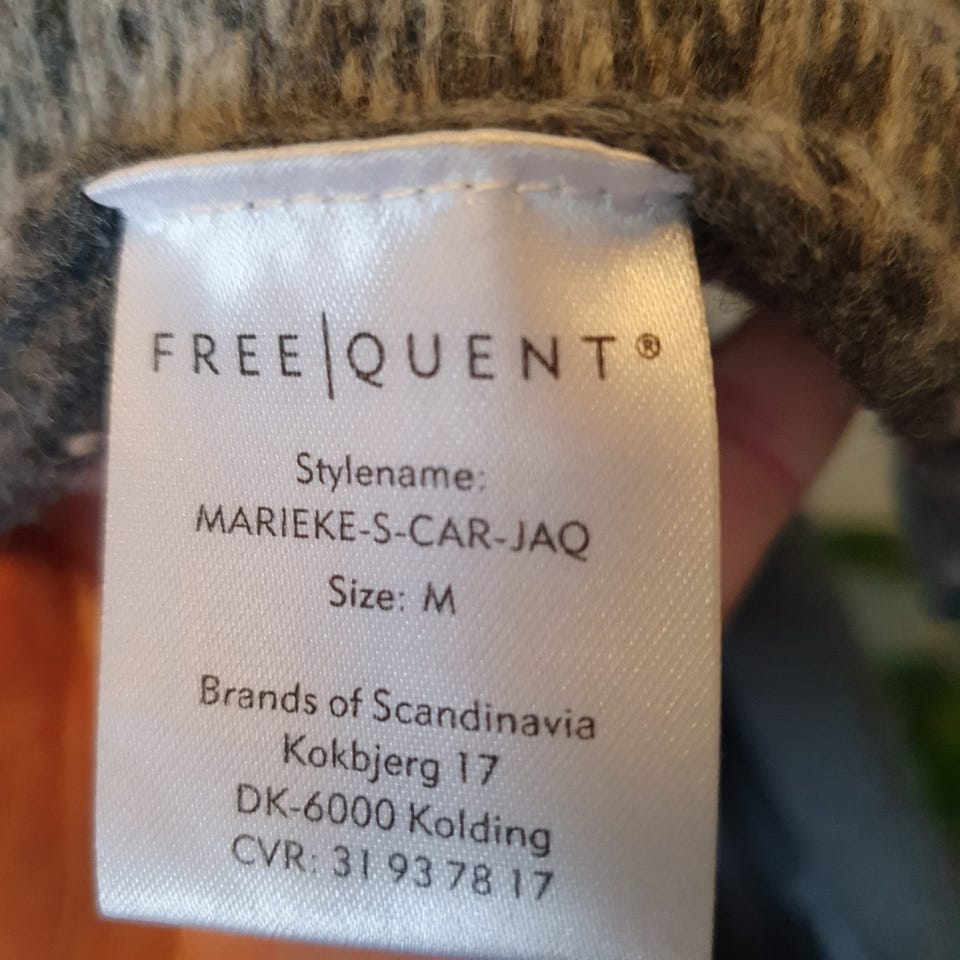 FREE|QUENT®
Stylename:
MARIEKE-S-CAR-JAQ
Size: M
Brands of Scandinavia
Kokbjerg 17
DK-6000 Kolding
CVR: 31 93 78 17